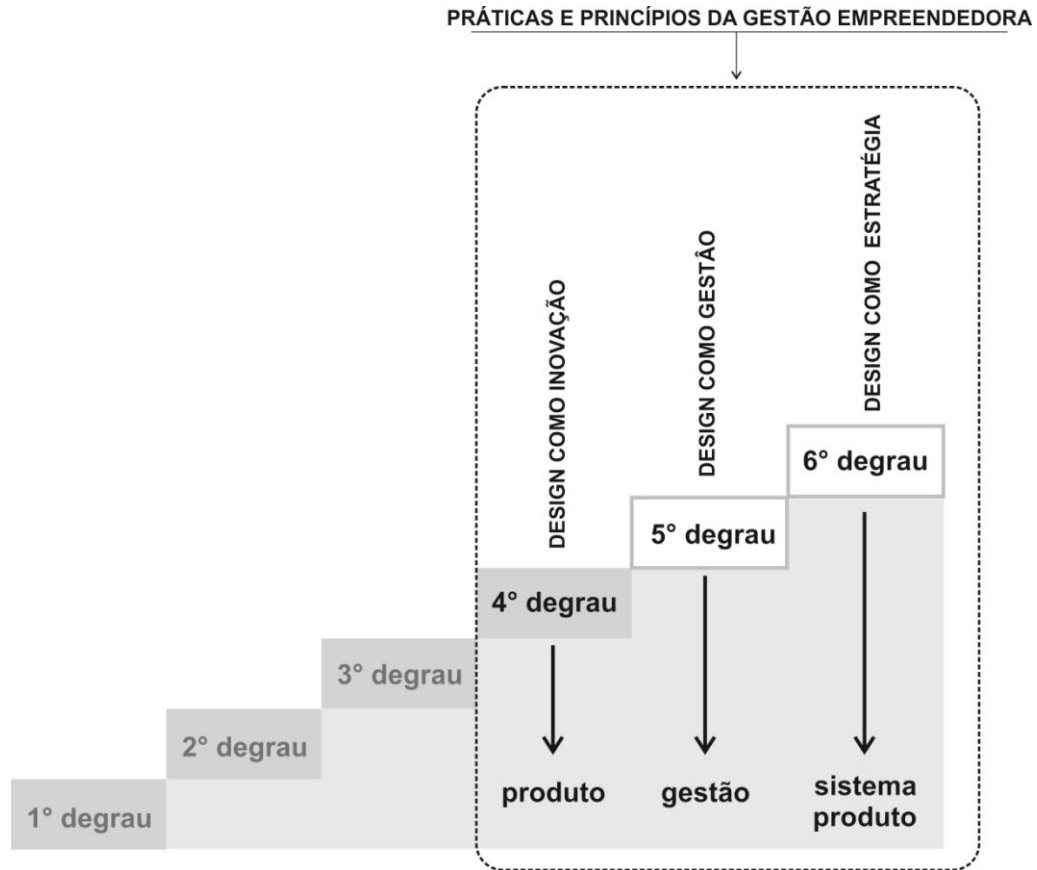 PRÁTICAS E PRINCÍPIOS DA GESTÃO EMPREENDEDORA
DESIGN COMO INOVAÇÃO
DESIGN COMO GESTÂO
DESIGN COMO ESTRATÉGIA
6° degrau
5° degrau
4° degrau
3° degrau
2° degrau
1° degrau
produto
gestão
sistema
produto